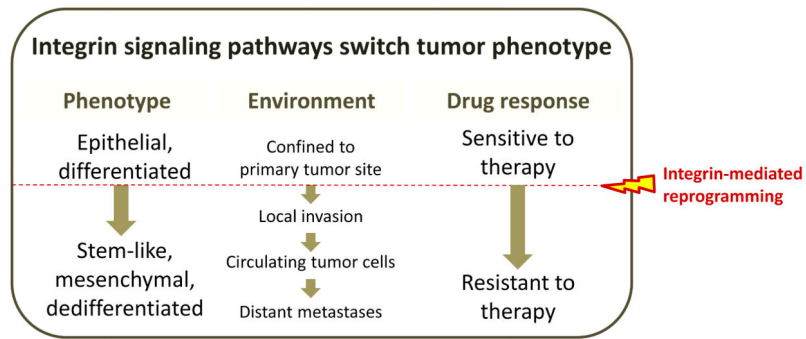 Integrin signaling pathways switch tumor phenotype
Phenotype
Epithelial,
differentiated
Stem-like,
mesenchymal,
dedifferentiated
Environment
Confined to
primary tumor site
Local invasion
Circulating tumor cells
Distant metastases
Drug response
Sensitive to
therapy
Resistant to
therapy
Integrin-mediated
reprogramming